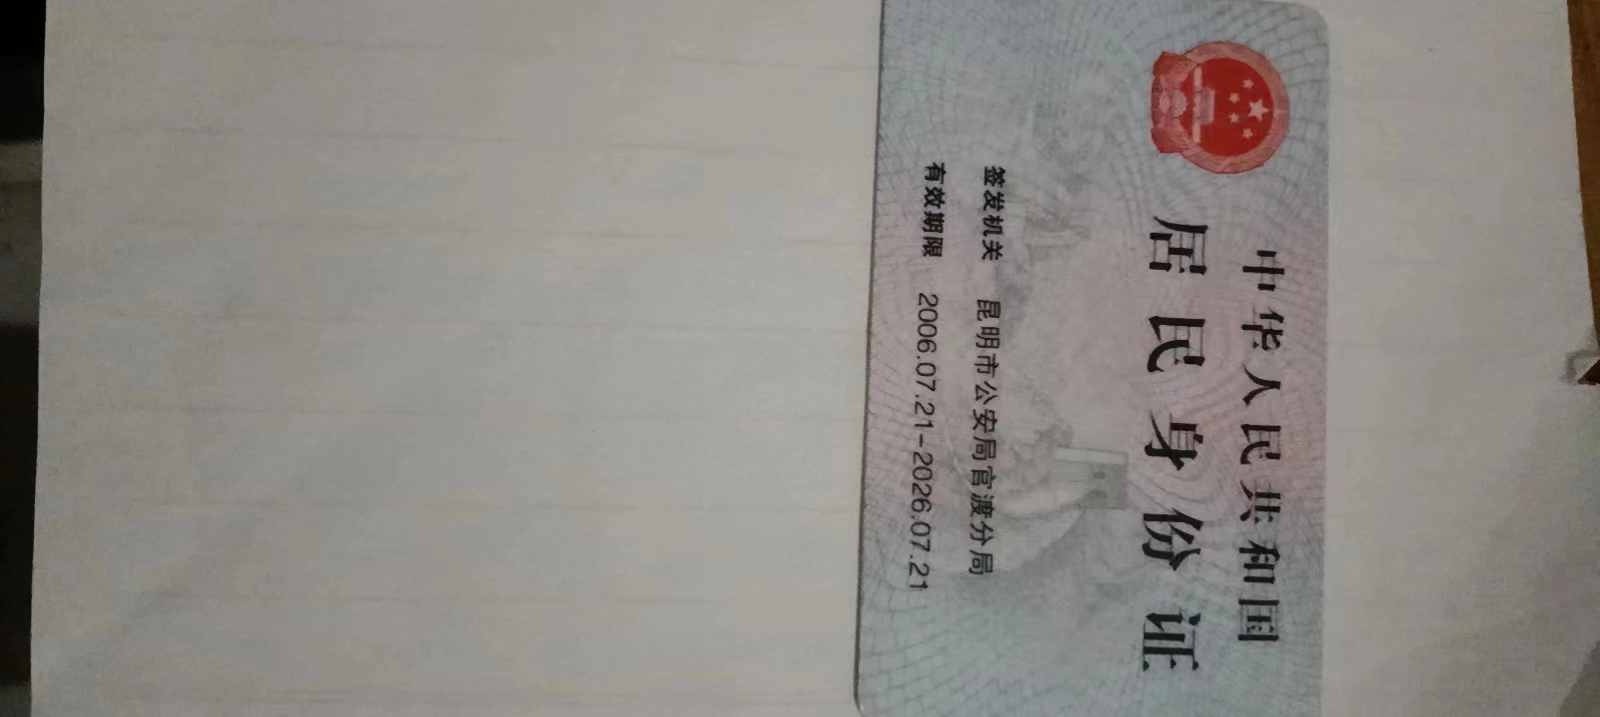 中华人民共和国
居民身份证
签发机关 昆明市公安局官渡分局
有效期限 2006.07.21-2026.07.21